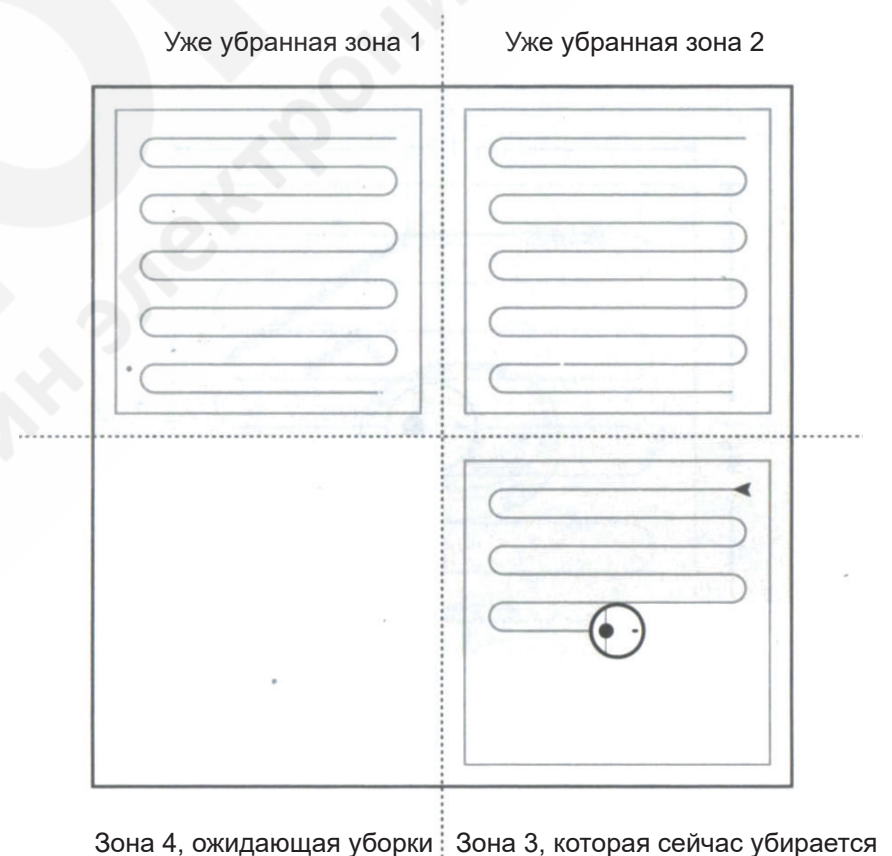 Уже убранная зона 1
Уже убранная зона 2
Зона 4, ожидающая уборки
Зона 3, которая сейчас убирается